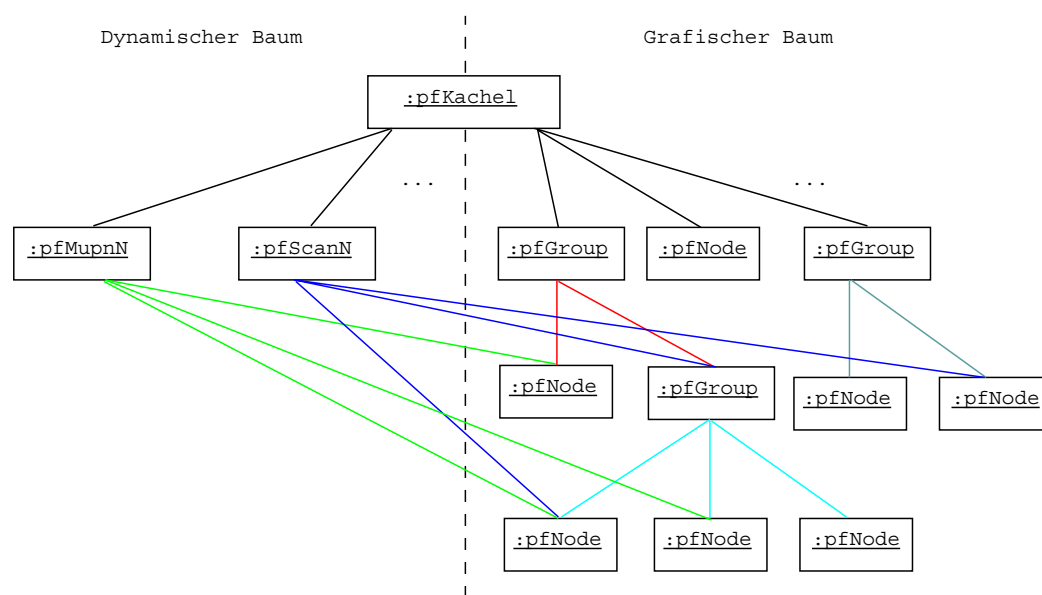 Dynamischer Baum
Grafischer Baum
:pfKachel
...
...
:pfMupnN
:pfScanN
:pfGroup
:pfNode
:pfGroup
:pfNode
:pfGroup
:pfNode
:pfNode
:pfNode
:pfNode
:pfNode